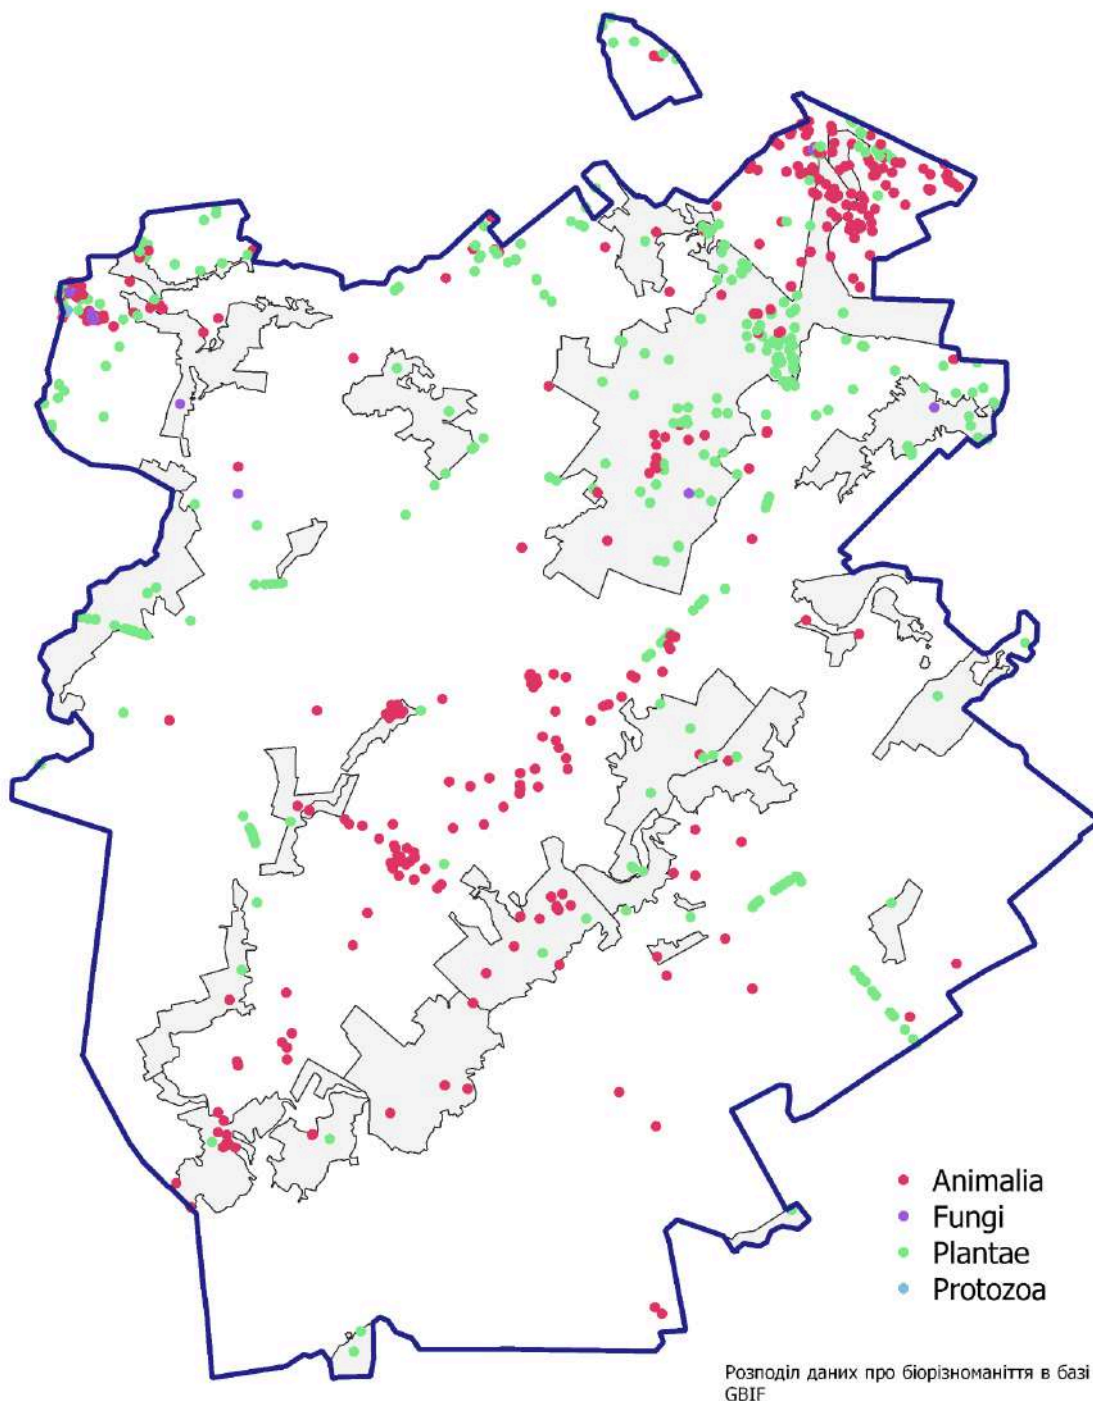 Animalia
Fungi
Plantae
Protozoa
Розподіл даних про біорізноманіття в базі
GBIF